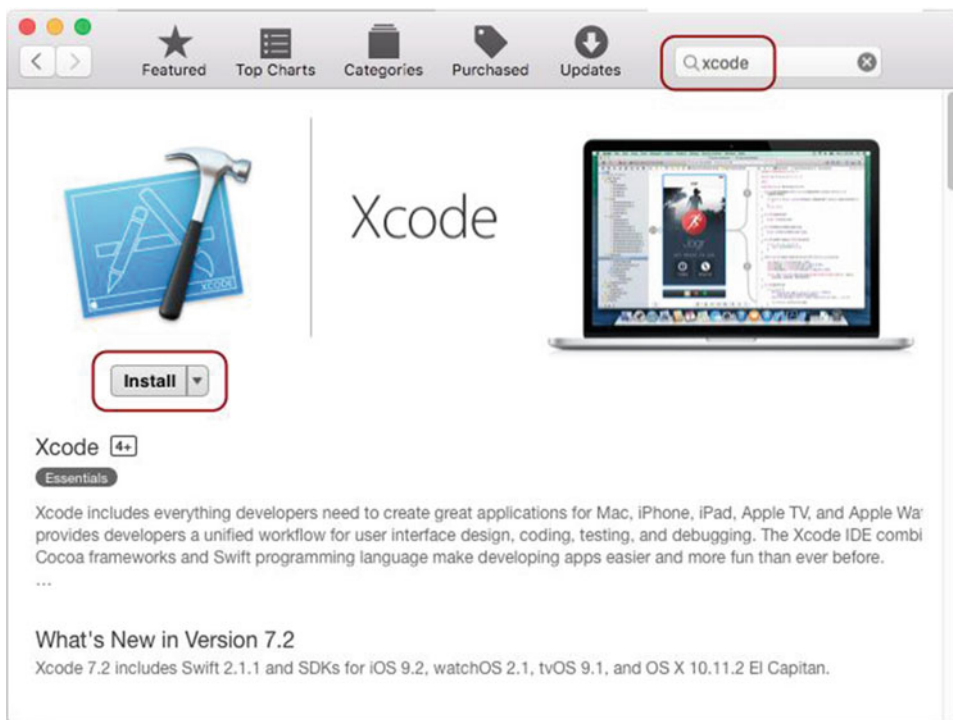 Featured Top Charts Categories Purchased Updates xcode
Xcode
XCODE
Jogr
Install
Xcode 4+
Essentials
Xcode includes everything developers need to create great applications for Mac, iPhone, iPad, Apple TV, and Apple Wa
provides developers a unified workflow for user interface design, coding, testing, and debugging. The Xcode IDE combi
Cocoa frameworks and Swift programming language make developing apps easier and more fun than ever before.
...
What's New in Version 7.2
Xcode 7.2 includes Swift 2.1.1 and SDKs for iOS 9.2, watchOS 2.1, tvOS 9.1, and OS X 10.11.2 El Capitan.